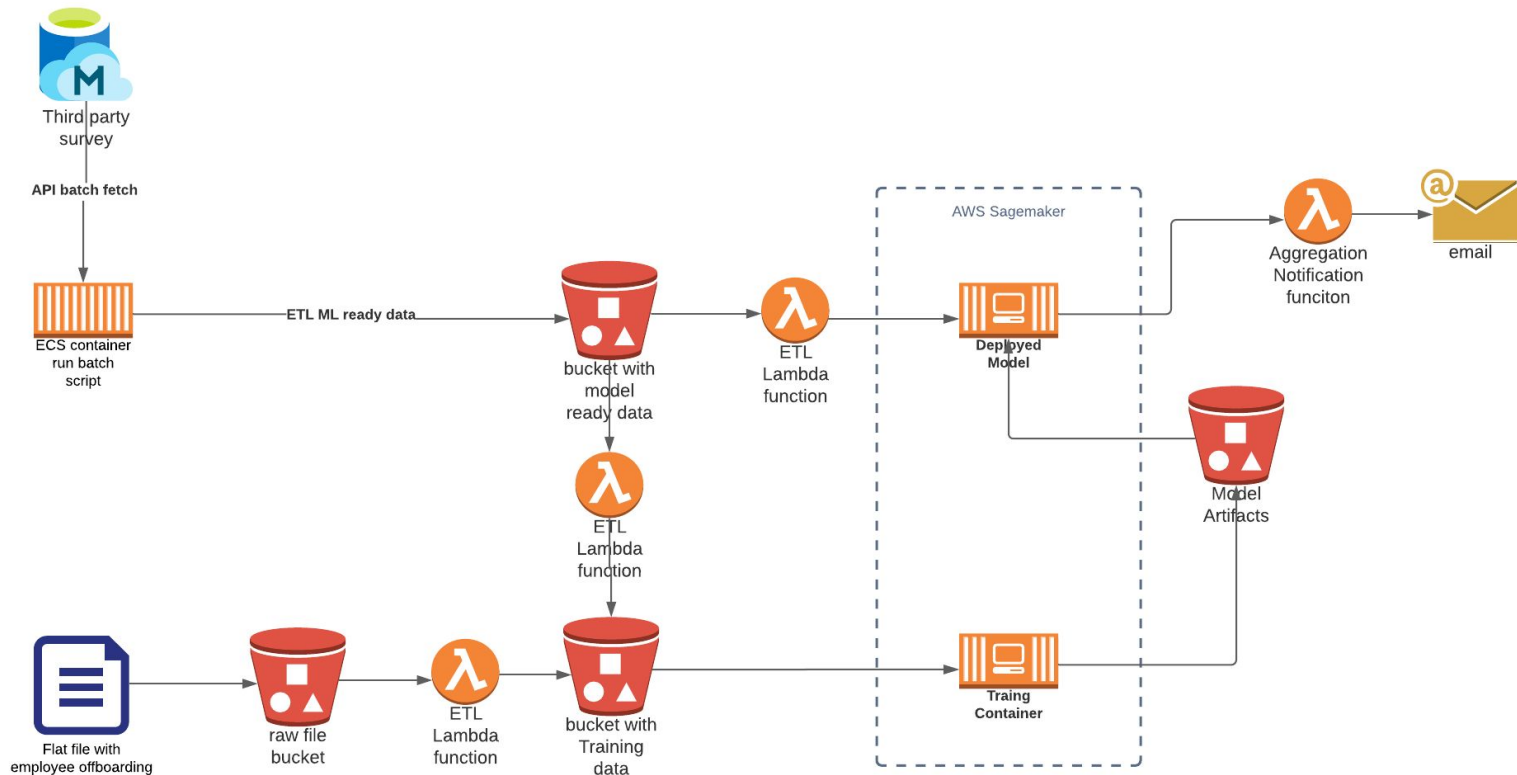 M
Third party
survey
API batch fetch
ECS container
run batch
script
ETL ML ready data
bucket with
model
ready data
ETL
Lambda
function
AWS Sagemaker
Deployed
Model
Aggregation
Notification
funciton
@
email
ETL
Lambda
function
Model
Artifacts
Flat file with
employee offboarding
raw file
bucket
ETL
Lambda
function
bucket with
Training
data
Traing
Container